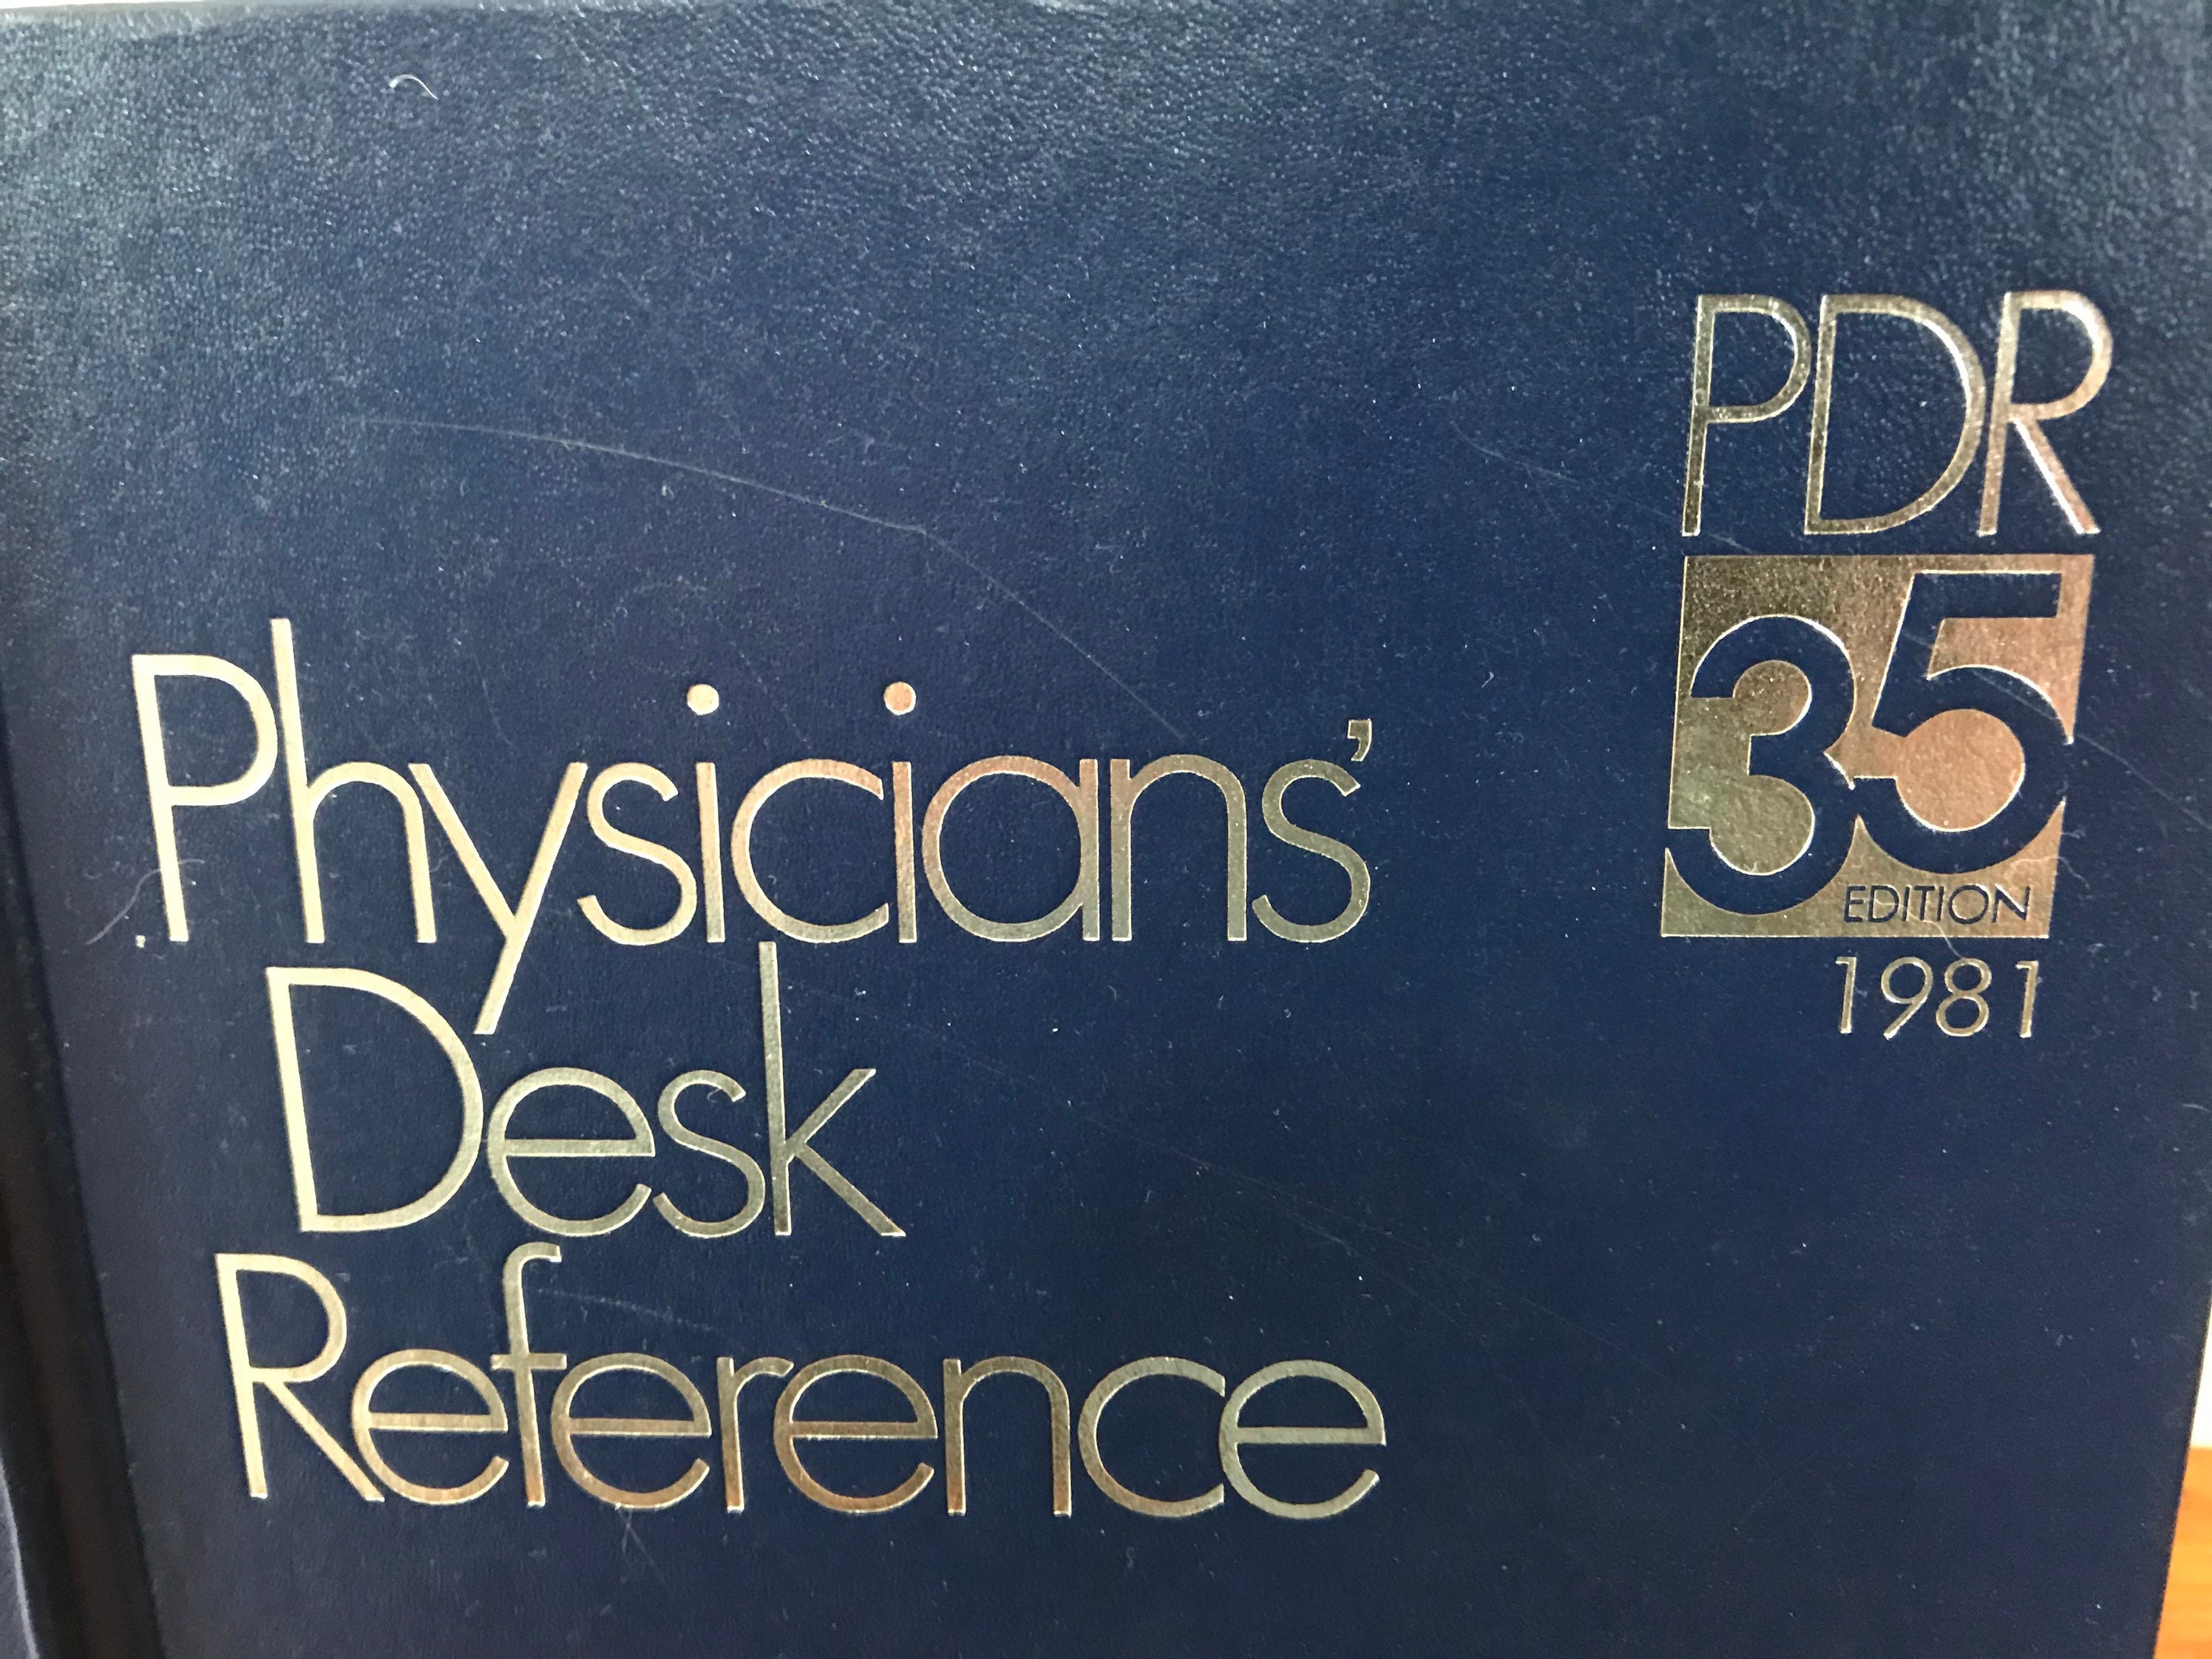 PDR
35
EDITION
1981
Physicians’
Desk
Reference